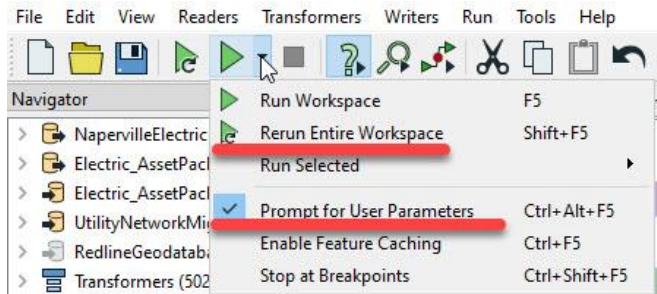 File Edit View Readers Transformers Writers Run Tools Help
Navigator
NapervilleElectric
Electric_AssetPacl
Electric_AssetPacl
UtilityNetworkMi
RedlineGeodataba
Transformers (502
Run Workspace F5
Rerun Entire Workspace Shift+F5
Run Selected
Prompt for User Parameters Ctrl+Alt+F5
Enable Feature Caching Ctrl+F5
Stop at Breakpoints Ctrl+Shift+F5